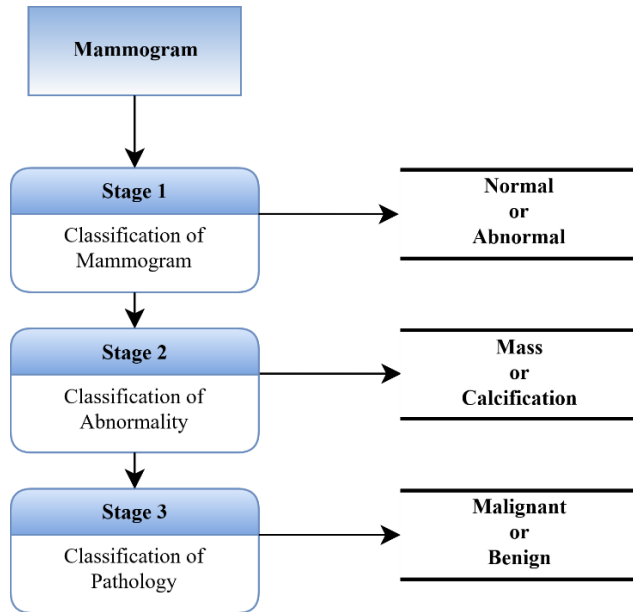 Mammogram
Stage 1
Classification of
Mammogram
Normal
or
Abnormal
Stage 2
Classification of
Abnormality
Mass
or
Calcification
Stage 3
Classification of
Pathology
Malignant
or
Benign